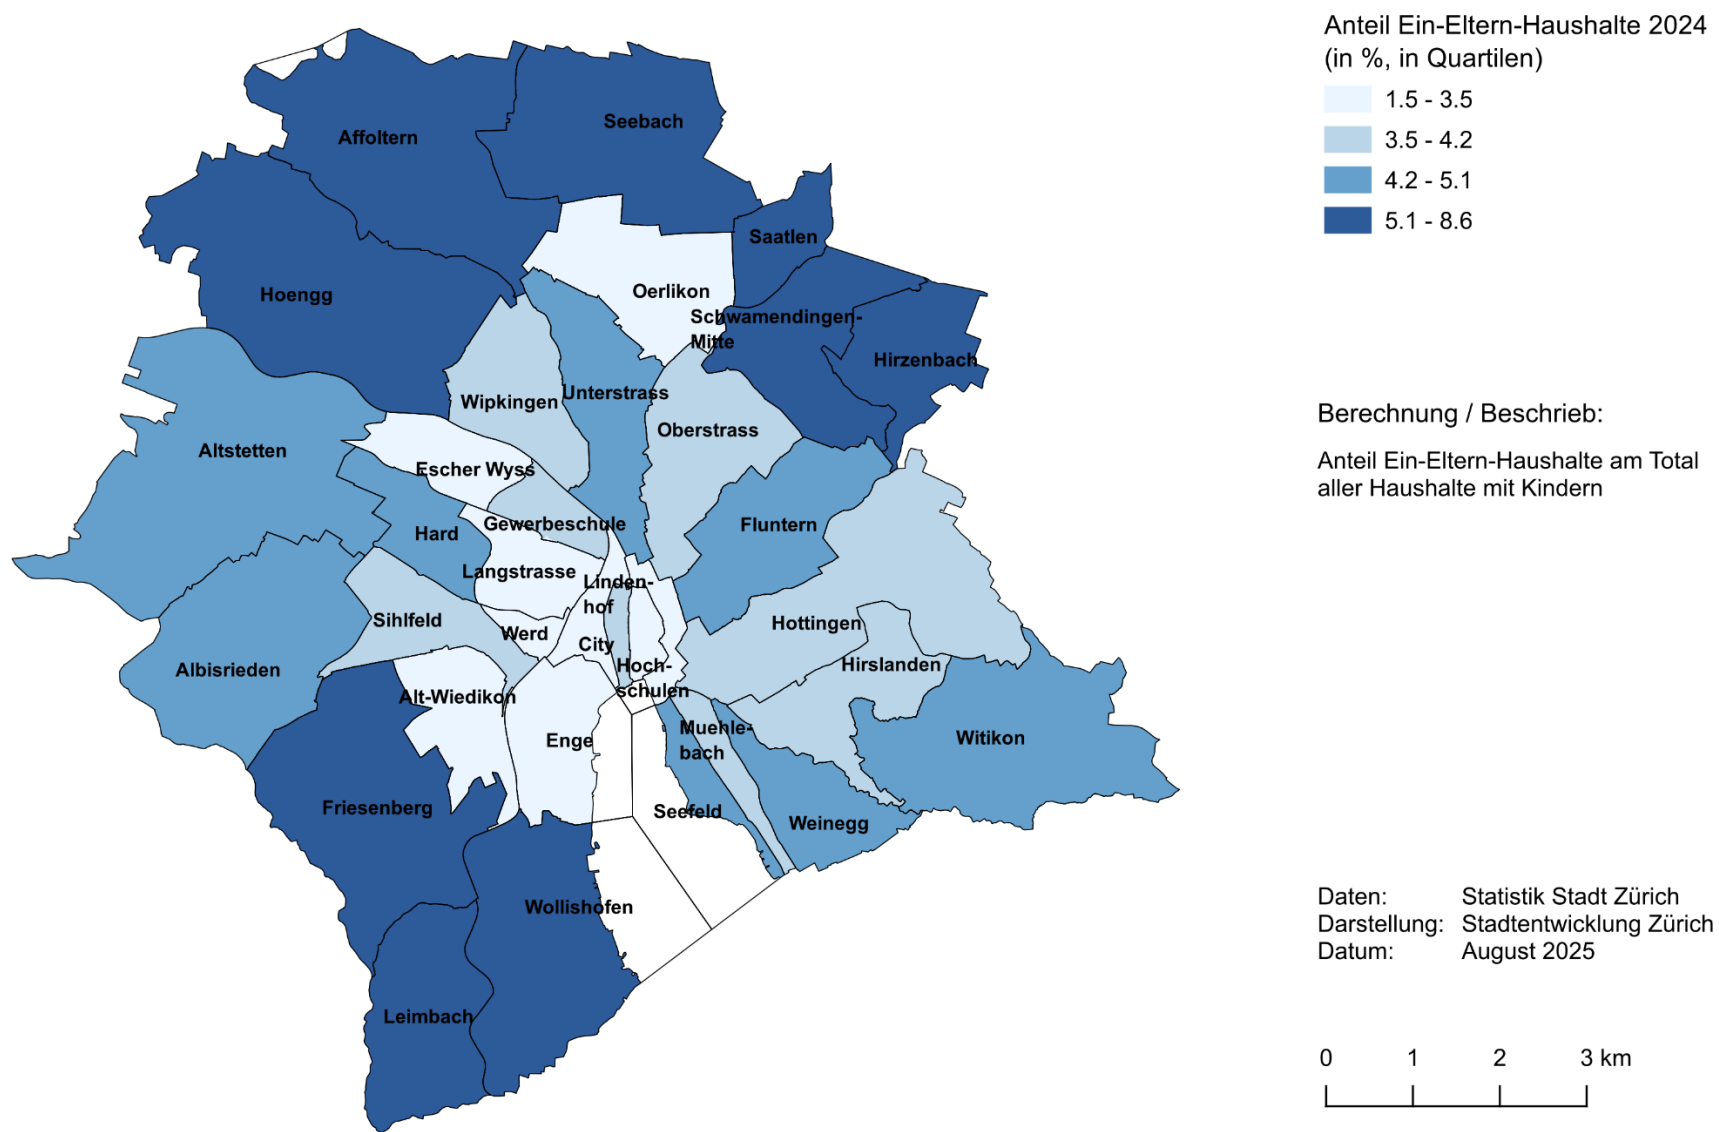 Anteil Ein-Eltern-Haushalte 2024
(in %, in Quartilen)
1.5 - 3.5
3.5 - 4.2
4.2 - 5.1
5.1 - 8.6
Affoltern
Seebach
Saatlen
Hoengg
Oerlikon
Schwamendingen-
Mitte
Hirzenbach
Wipkingen
Unterstrass
Oberstrass
Altstetten
Escher Wyss
Gewerbeschule
Hard
Fluntern
Langstrasse
Linden-
hof
Sihlfeld
Werd
City
Hottingen
Hirslanden
Albisrieden
Hoch-
schulen
Alt-Wiedikon
Enge
Muehle-
bach
Witikon
Friesenberg
Seefeld
Weinegg
Wollishofen
Leimbach
Berechnung / Beschrieb:
Anteil Ein-Eltern-Haushalte am Total
aller Haushalte mit Kindern
Daten: Statistik Stadt Zürich
Darstellung: Stadtentwicklung Zürich
Datum: August 2025
0 1 2 3 km